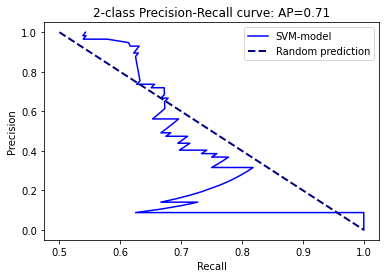 2-class Precision-Recall curve: AP=0.71
SVM-model
Random prediction
Precision
1.0
0.8
0.6
0.4
0.2
0.0
0.5
0.6
0.7
0.8
0.9
1.0
Recall